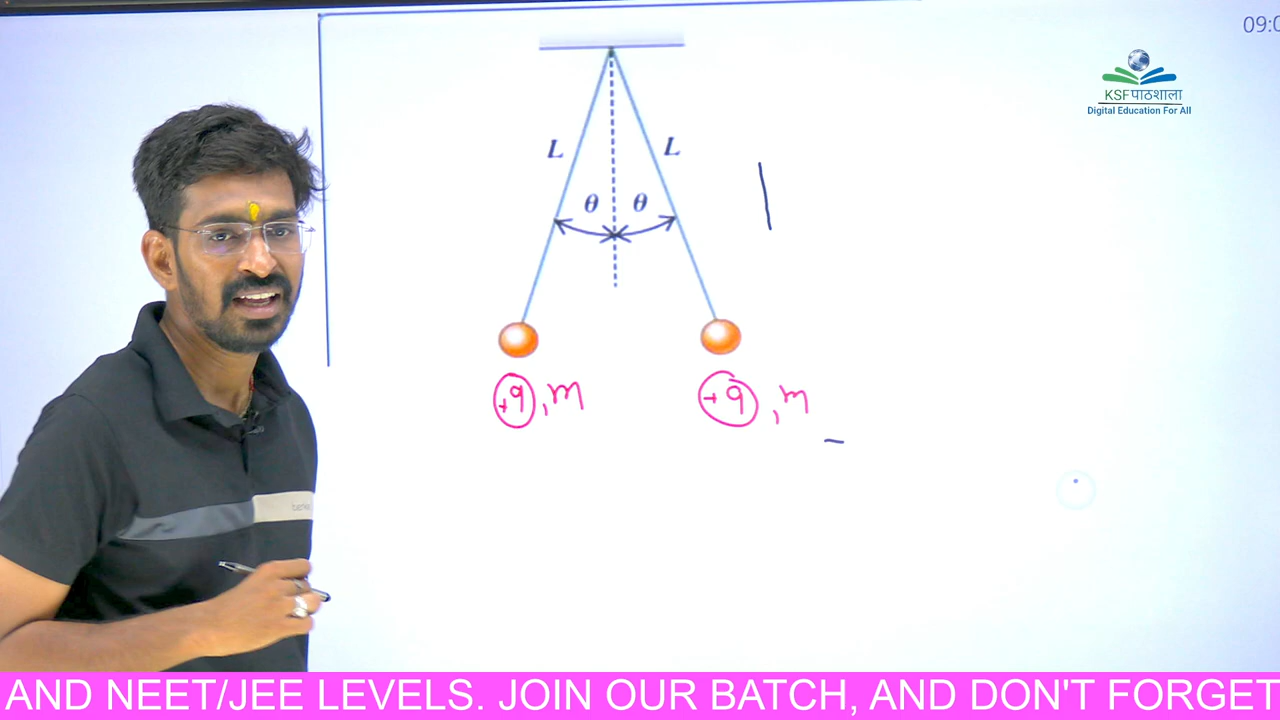 09:0
KSFपाठशाला
Digital Education For All
L
L
θ
θ
+q, m
+q, m
AND NEET/JEE LEVELS. JOIN OUR BATCH, AND DON'T FORGET